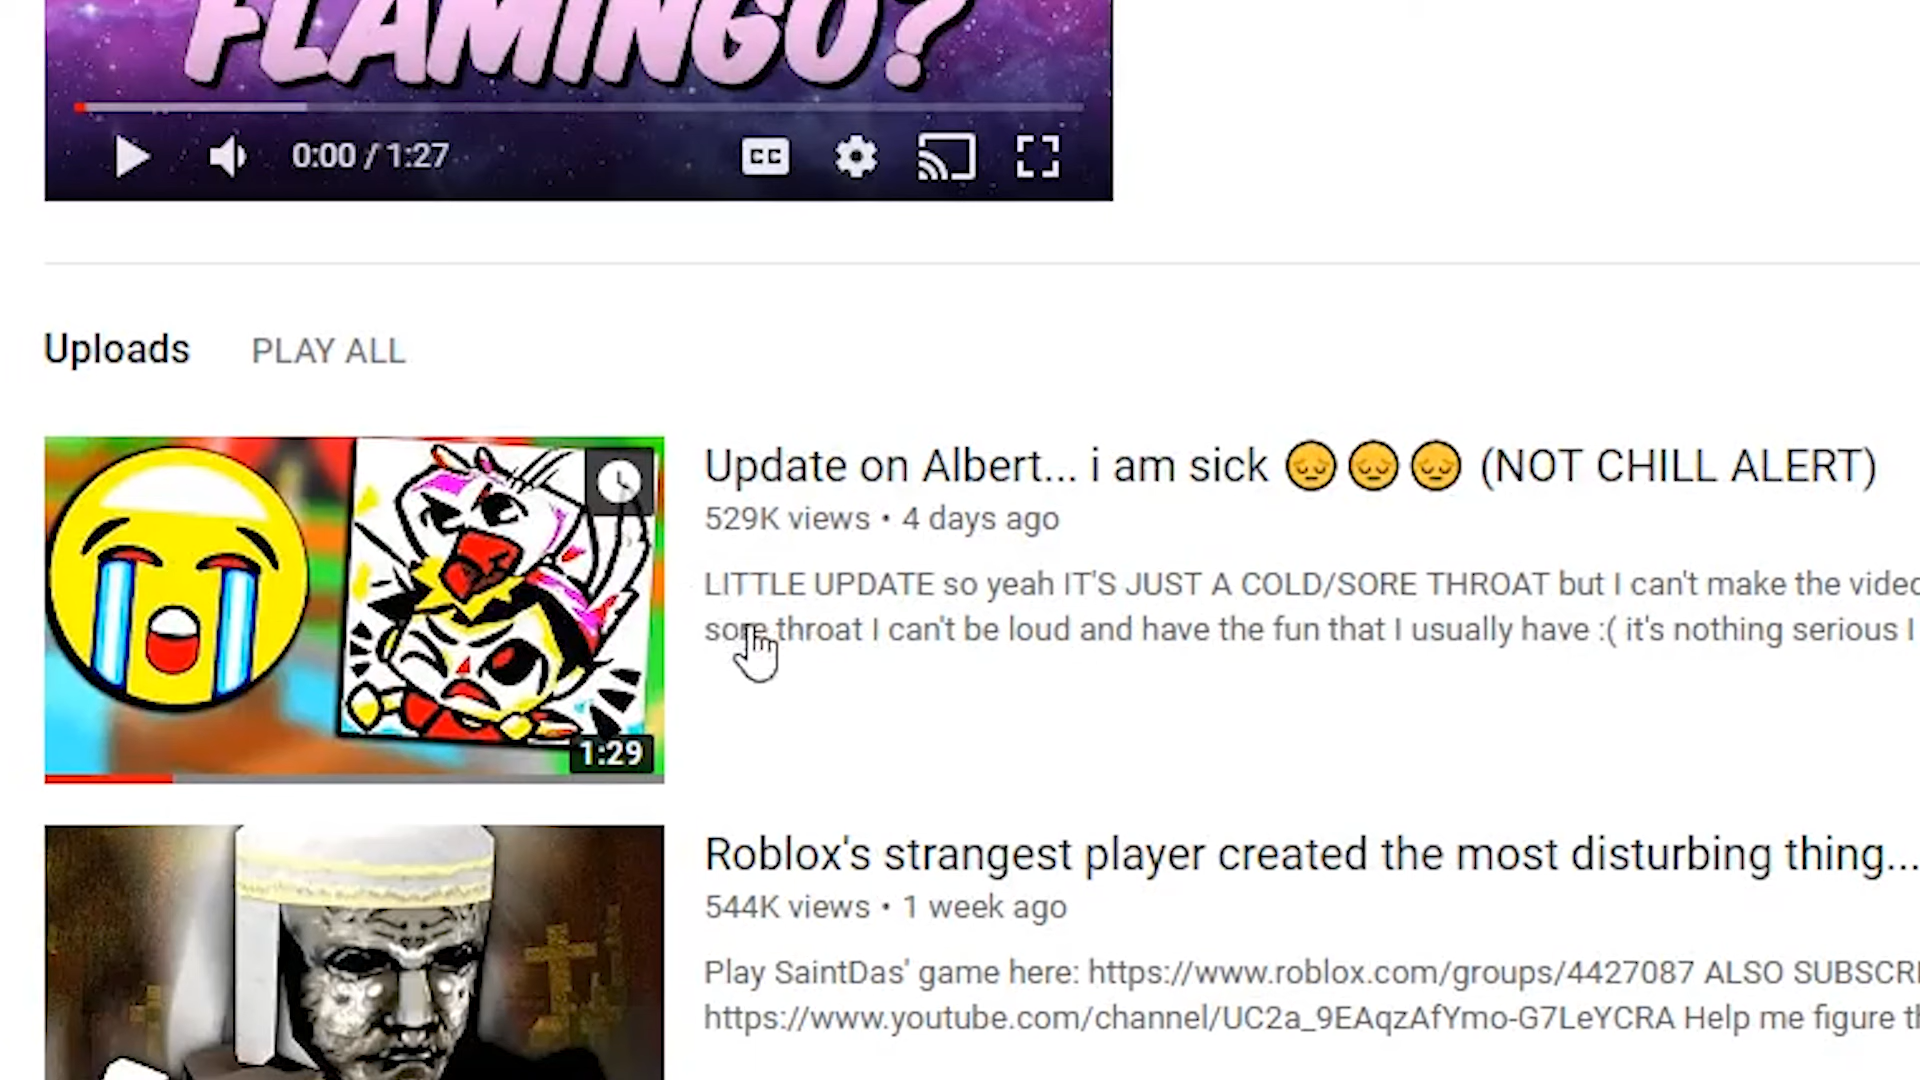 FLAMINGO?
0:00 / 1:27
CC
Uploads PLAY ALL
Update on Albert... i am sick 😔😔😔 (NOT CHILL ALERT)
529K views • 4 days ago
LITTLE UPDATE so yeah IT'S JUST A COLD/SORE THROAT but I can't make the video
sore throat I can't be loud and have the fun that I usually have :( it's nothing serious I
1:29
Roblox's strangest player created the most disturbing thing...
544K views • 1 week ago
Play SaintDas' game here: https://www.roblox.com/groups/4427087 ALSO SUBSCRI
https://www.youtube.com/channel/UC2a_9EAqzAfYmo-G7LeYCRA Help me figure th